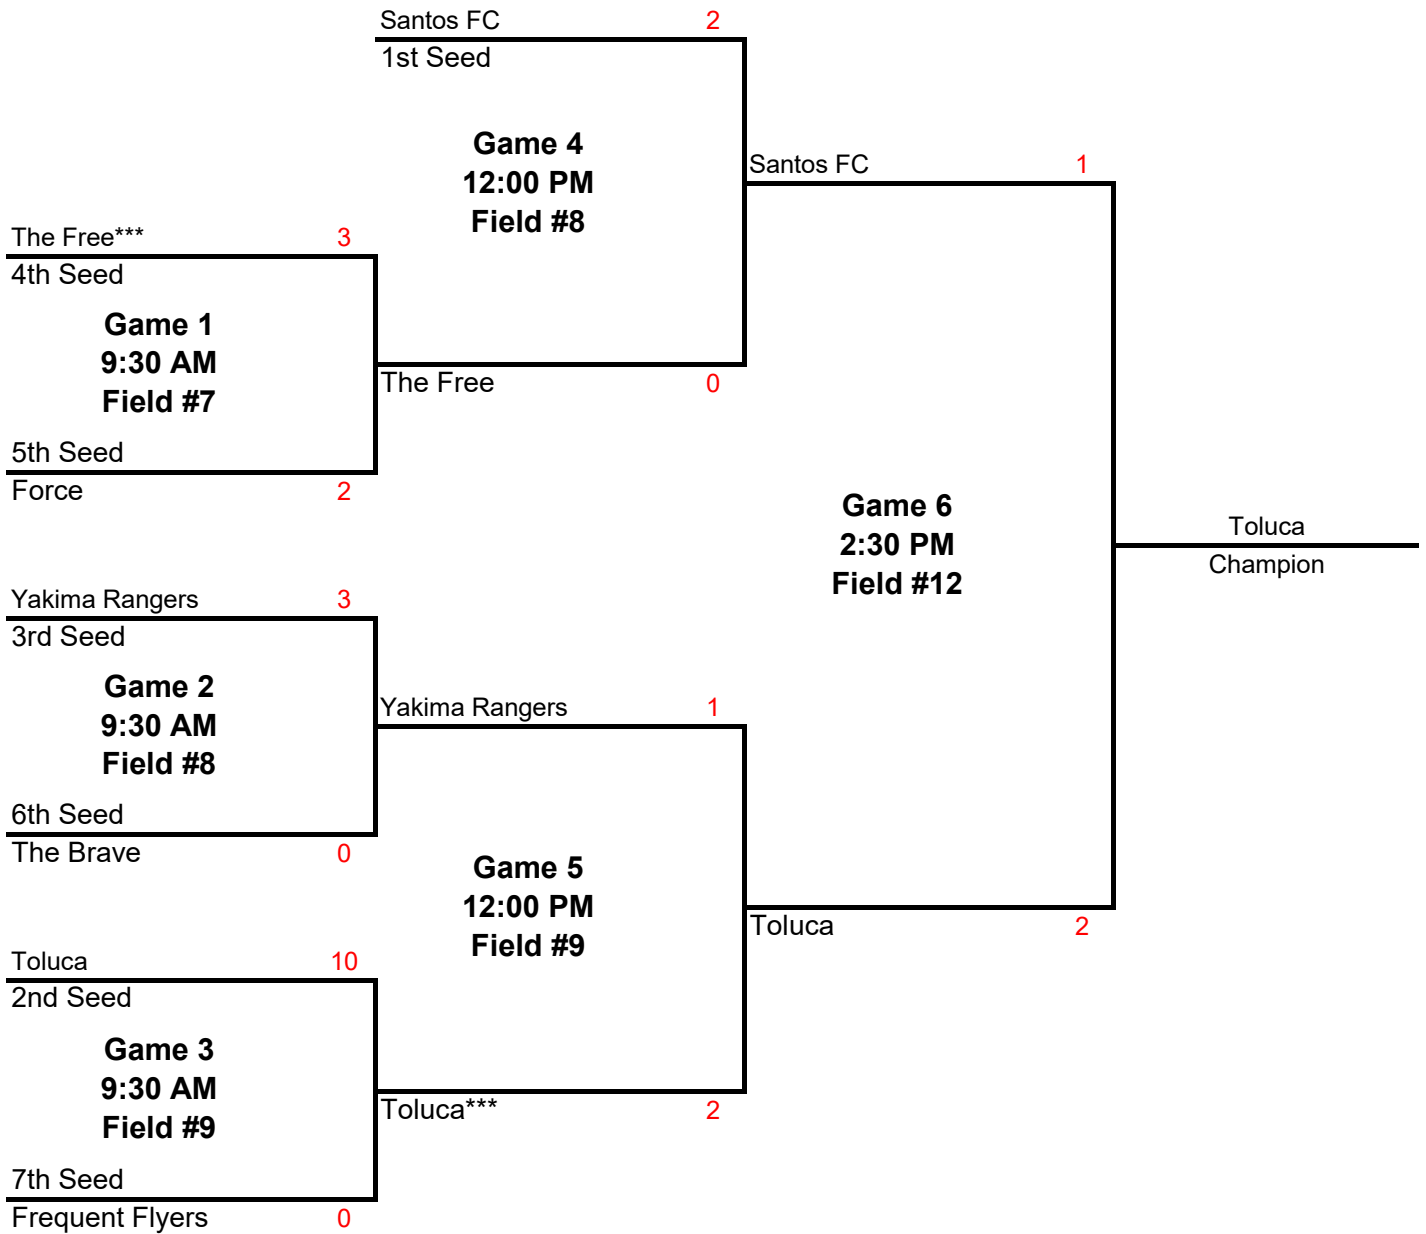 Santos FC 2
1st Seed
Game 4
12:00 PM
Field #8
Santos FC 1
The Free*** 3
4th Seed
Game 1
9:30 AM
Field #7
The Free 0
5th Seed
Force 2
Game 6
2:30 PM
Field #12
Toluca
Champion
Yakima Rangers 3
3rd Seed
Game 2
9:30 AM
Field #8
Yakima Rangers 1
6th Seed
The Brave 0
Game 5
12:00 PM
Field #9
Toluca 2
Toluca 10
2nd Seed
Game 3
9:30 AM
Field #9
Toluca*** 2
7th Seed
Frequent Flyers 0